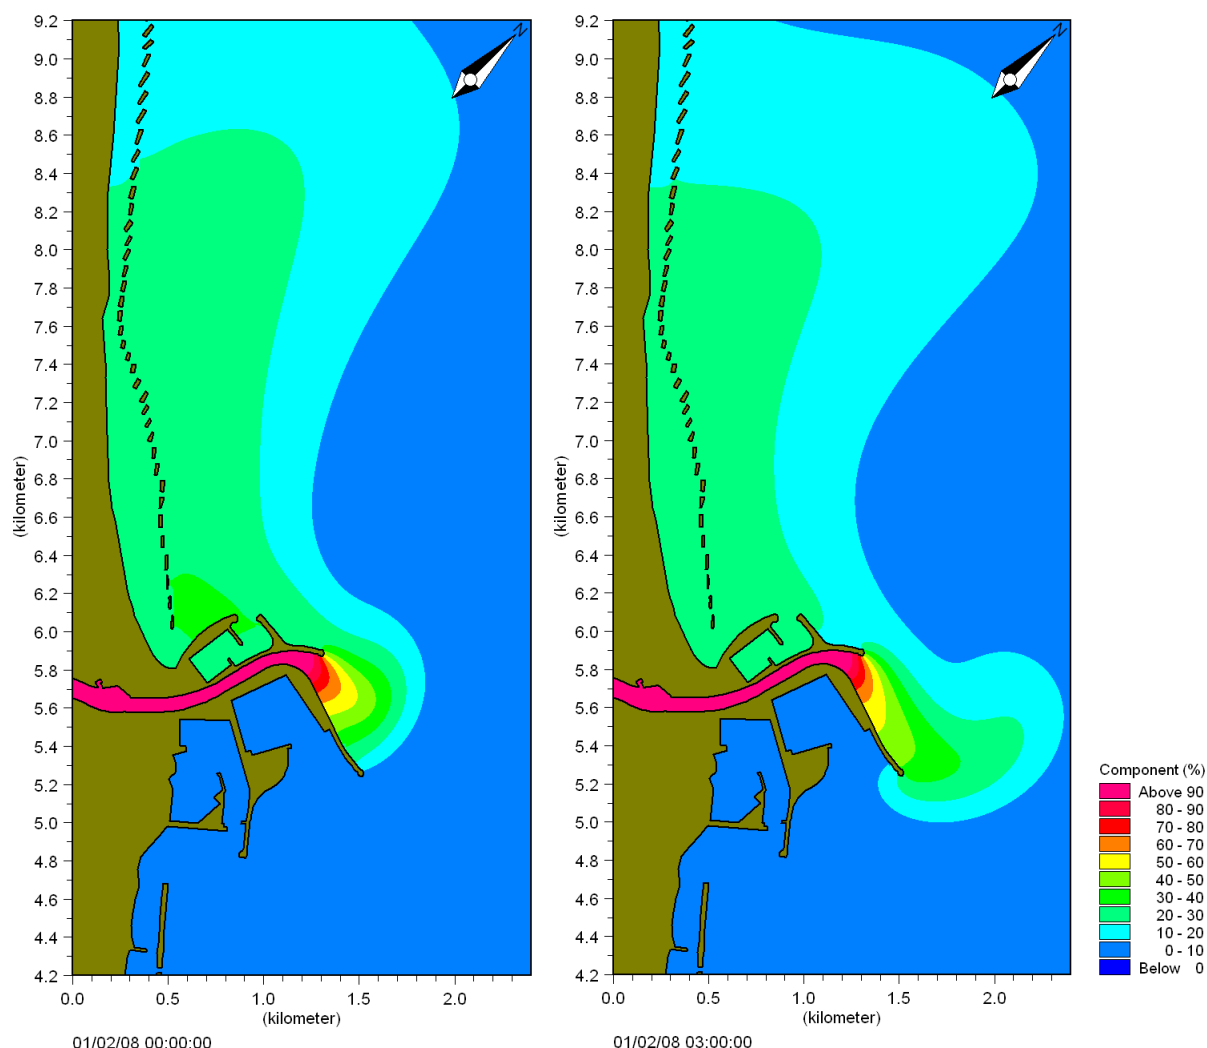 N
N
9.2
9.0
8.8
8.6
8.4
8.2
8.0
7.8
7.6
7.4
7.2
7.0
6.8
6.6
6.4
6.2
6.0
5.8
5.6
5.4
5.2
5.0
4.8
4.6
4.4
4.2
(kilometer)
0.0 0.5 1.0 1.5 2.0
(kilometer)
01/02/08 00:00:00
9.2
9.0
8.8
8.6
8.4
8.2
8.0
7.8
7.6
7.4
7.2
7.0
6.8
6.6
6.4
6.2
6.0
5.8
5.6
5.4
5.2
5.0
4.8
4.6
4.4
4.2
(kilometer)
0.0 0.5 1.0 1.5 2.0
(kilometer)
01/02/08 03:00:00
Component (%)
Above 90
80 - 90
70 - 80
60 - 70
50 - 60
40 - 50
30 - 40
20 - 30
10 - 20
0 - 10
Below 0